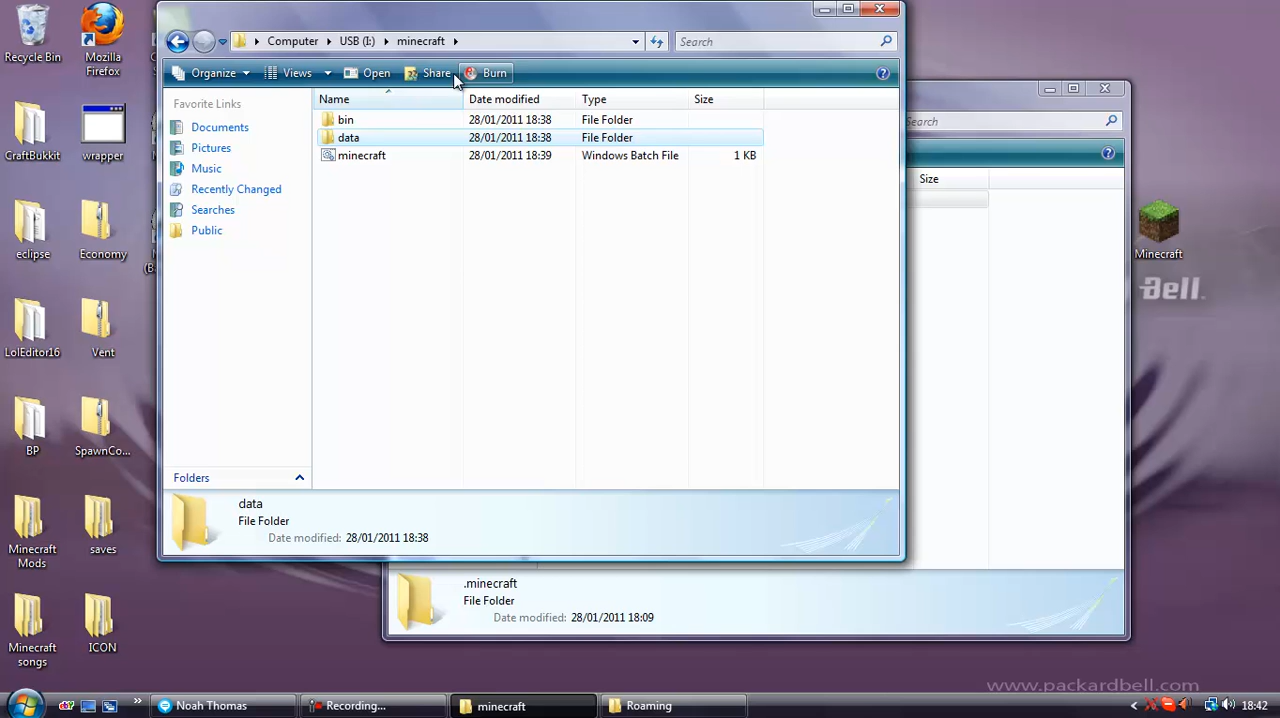 Recycle Bin
Mozilla
Firefox
CraftBukkit
wrapper
eclipse
Economy
LolEditor16
Vent
BP
SpawnCo...
Minecraft
Mods
saves
Minecraft
songs
ICON
Computer
USB (I:)
minecraft
Search
Organize
Views
Open
Share
Burn
Favorite Links
Documents
Pictures
Music
Recently Changed
Searches
Public
Folders
Name Date modified Type Size
bin 28/01/2011 18:38 File Folder
data 28/01/2011 18:38 File Folder
minecraft 28/01/2011 18:39 Windows Batch File 1 KB
data
File Folder
Date modified: 28/01/2011 18:38
Search
Size
.minecraft
File Folder
Date modified: 28/01/2011 18:09
Minecraft
Bell.
www.packardbell.com
Noah Thomas
Recording...
minecraft
Roaming
18:42